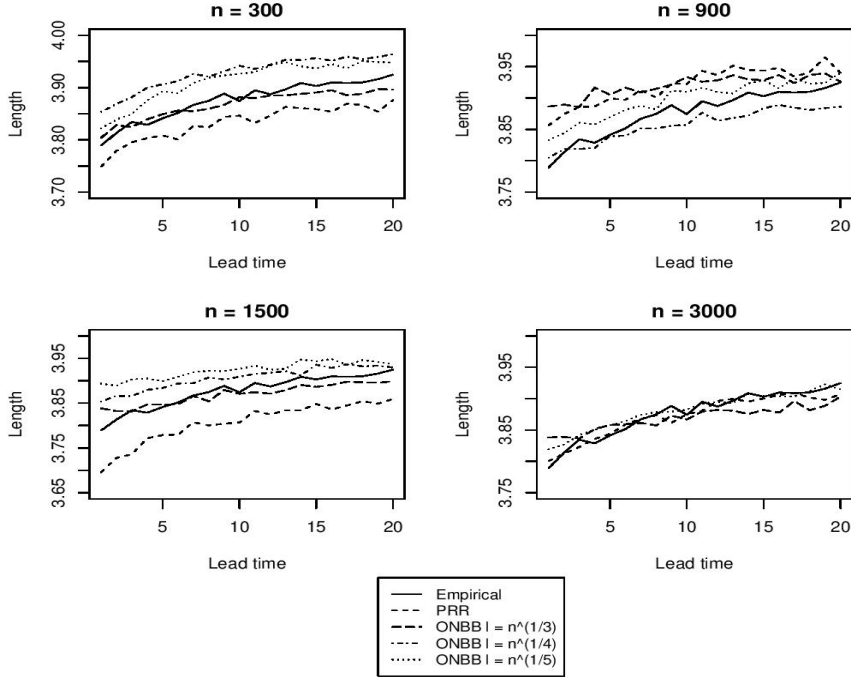 n = 300
Length
4.00
3.90
3.80
3.70
5 10 15 20
Lead time
n = 900
Length
3.95
3.85
3.75
5 10 15 20
Lead time
n = 1500
Length
3.95
3.85
3.75
3.65
5 10 15 20
Lead time
n = 3000
Length
3.95
3.85
3.75
5 10 15 20
Lead time
Empirical
PRR
ONBB l = n^(1/3)
ONBB l = n^(1/4)
ONBB l = n^(1/5)